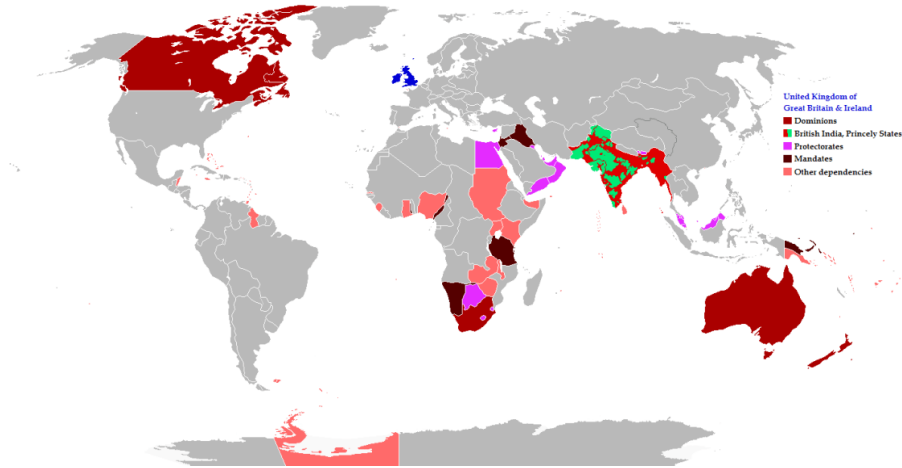 United Kingdom of
Great Britain & Ireland
Dominions
British India, Princely States
Protectorates
Mandates
Other dependencies